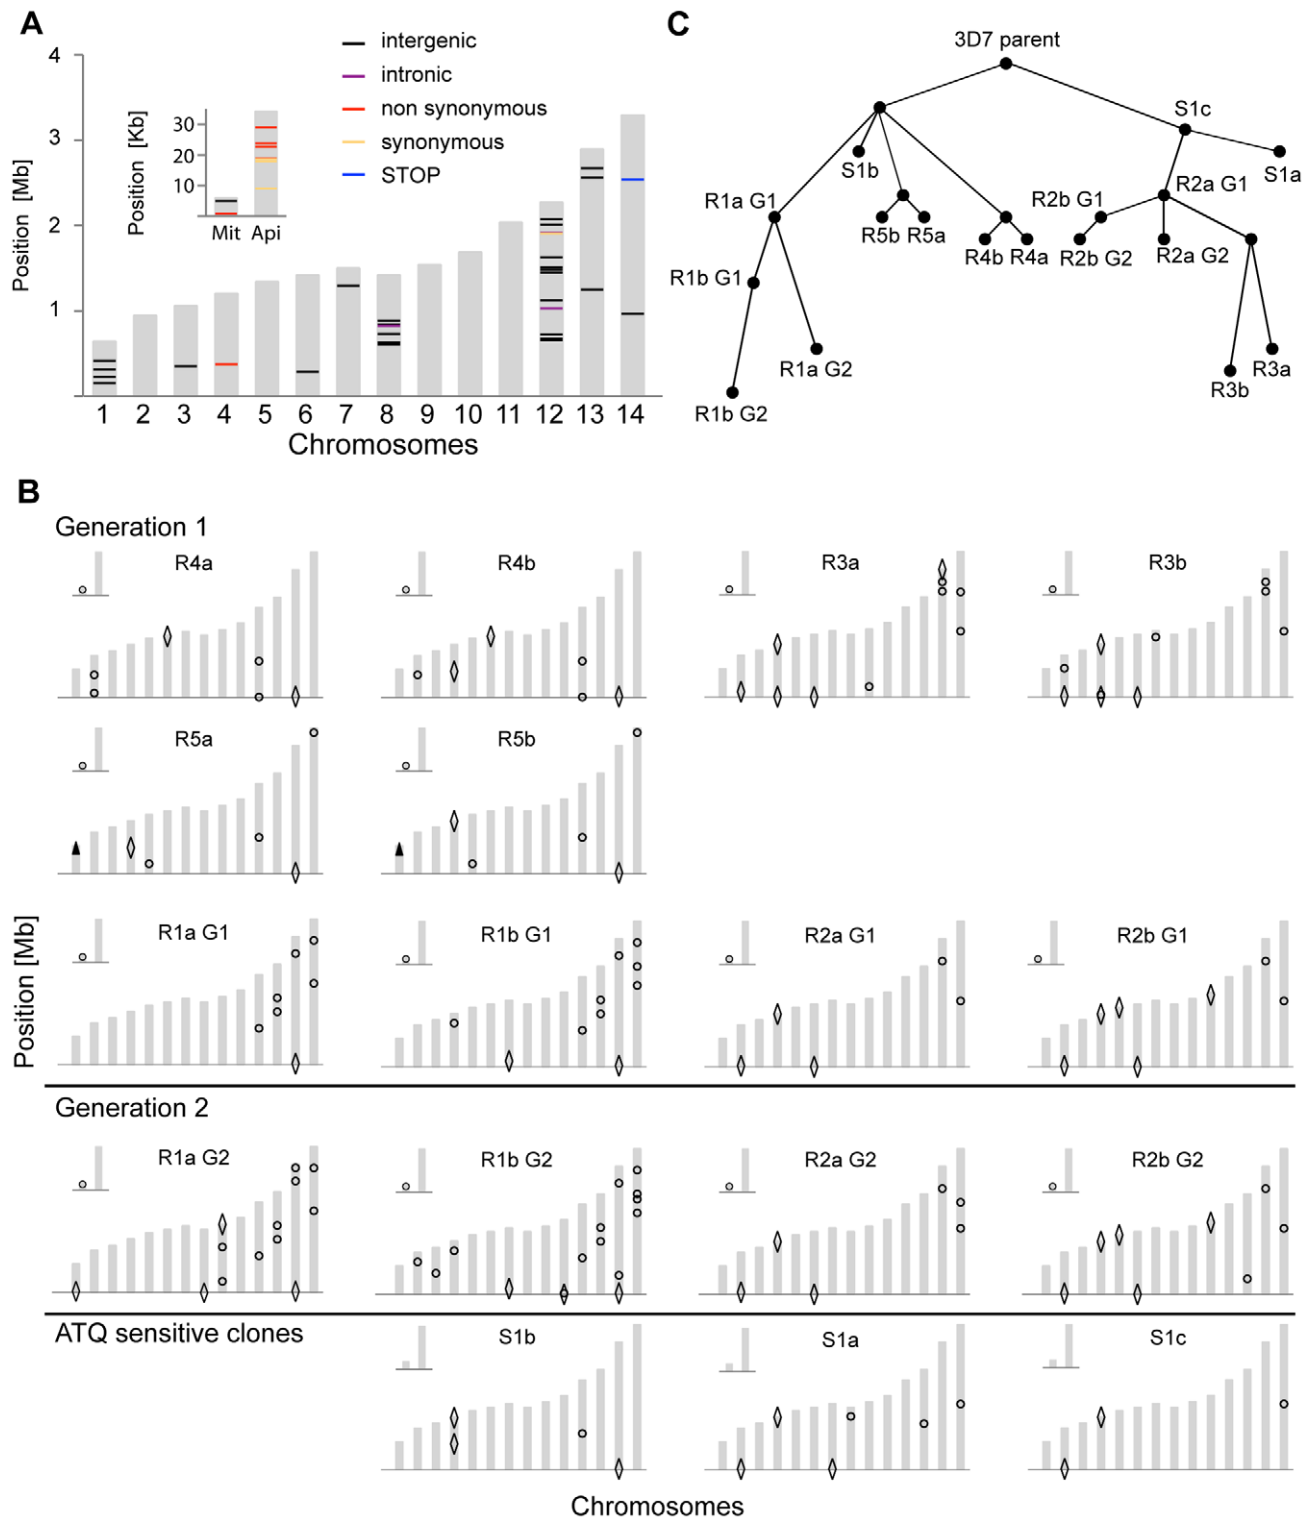 A
intergenic
intronic
non synonymous
synonymous
STOP
4
3
2
1
Position [Mb]
30
20
10
Position [Kb]
Mit Api
1 2 3 4 5 6 7 8 9 10 11 12 13 14
Chromosomes
C
3D7 parent
S1c
S1b
S1a
R1a G1
R2b G1
R2a G1
R5b R5a
R4b R4a
R2b G2
R2a G2
R1b G1
R1a G2
R3a
R3b
R1b G2
B
Generation 1
R4a
R4b
R3a
R3b
R5a
R5b
Position [Mb]
R1a G1
R1b G1
R2a G1
R2b G1
Generation 2
R1a G2
R1b G2
R2a G2
R2b G2
ATQ sensitive clones
S1b
S1a
S1c
Chromosomes